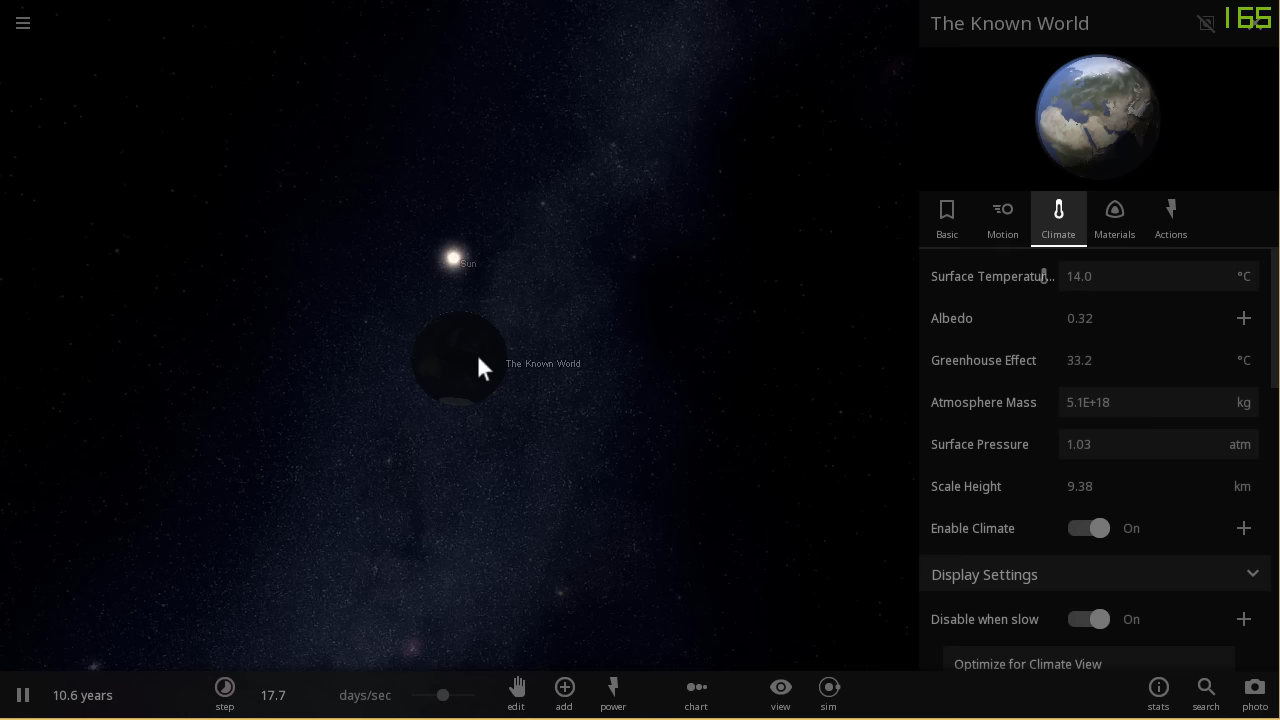 The Known World
165
Basic
Motion
Climate
Materials
Actions
Surface Temperatur... 14.0 °C
Albedo 0.32
Greenhouse Effect 33.2 °C
Atmosphere Mass 5.1E+18 kg
Surface Pressure 1.03 atm
Scale Height 9.38 km
Enable Climate On
Display Settings
Disable when slow On
Optimize for Climate View
Sun
The Known World
10.6 years
step
17.7 days/sec
edit
add
power
chart
view
sim
stats
search
photo